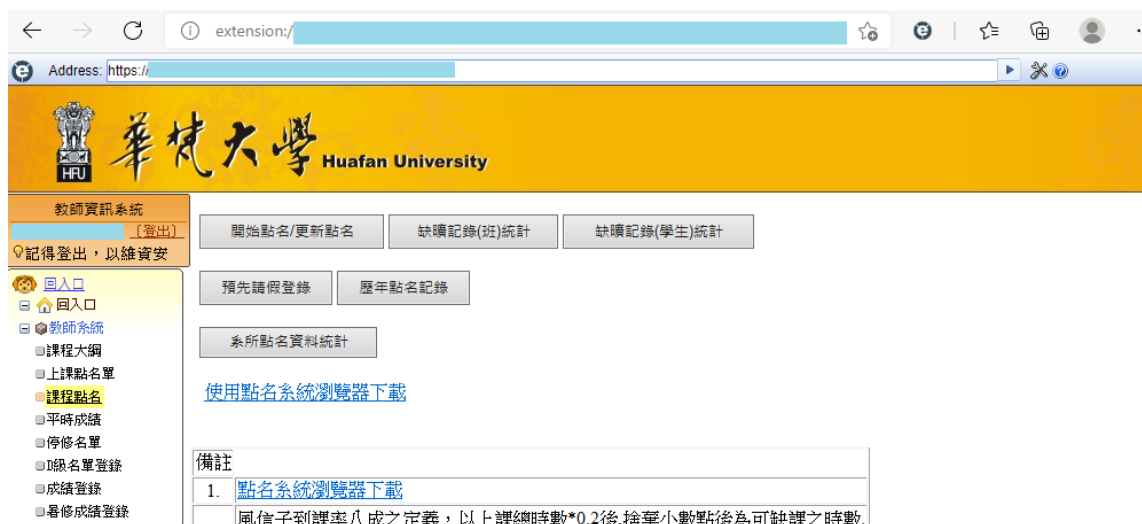 extension:/
Address: https://
HFU 華梵大學 Huafan University
教師資訊系統
〔登出〕
記得登出，以維資安
回入口
回入口
教師系統
課程大綱
上課點名單
課程點名
平時成績
停修名單
D級名單登錄
成績登錄
暑修成績登錄
開始點名/更新點名
缺曠記錄(班)統計
缺曠記錄(學生)統計
預先請假登錄
歷年點名記錄
系所點名資料統計
使用點名系統瀏覽器下載
備註
1. 點名系統瀏覽器下載
風信子到課率八成之定義，以上課總時數*0.2後,捨棄小數點後為可缺課之時數.